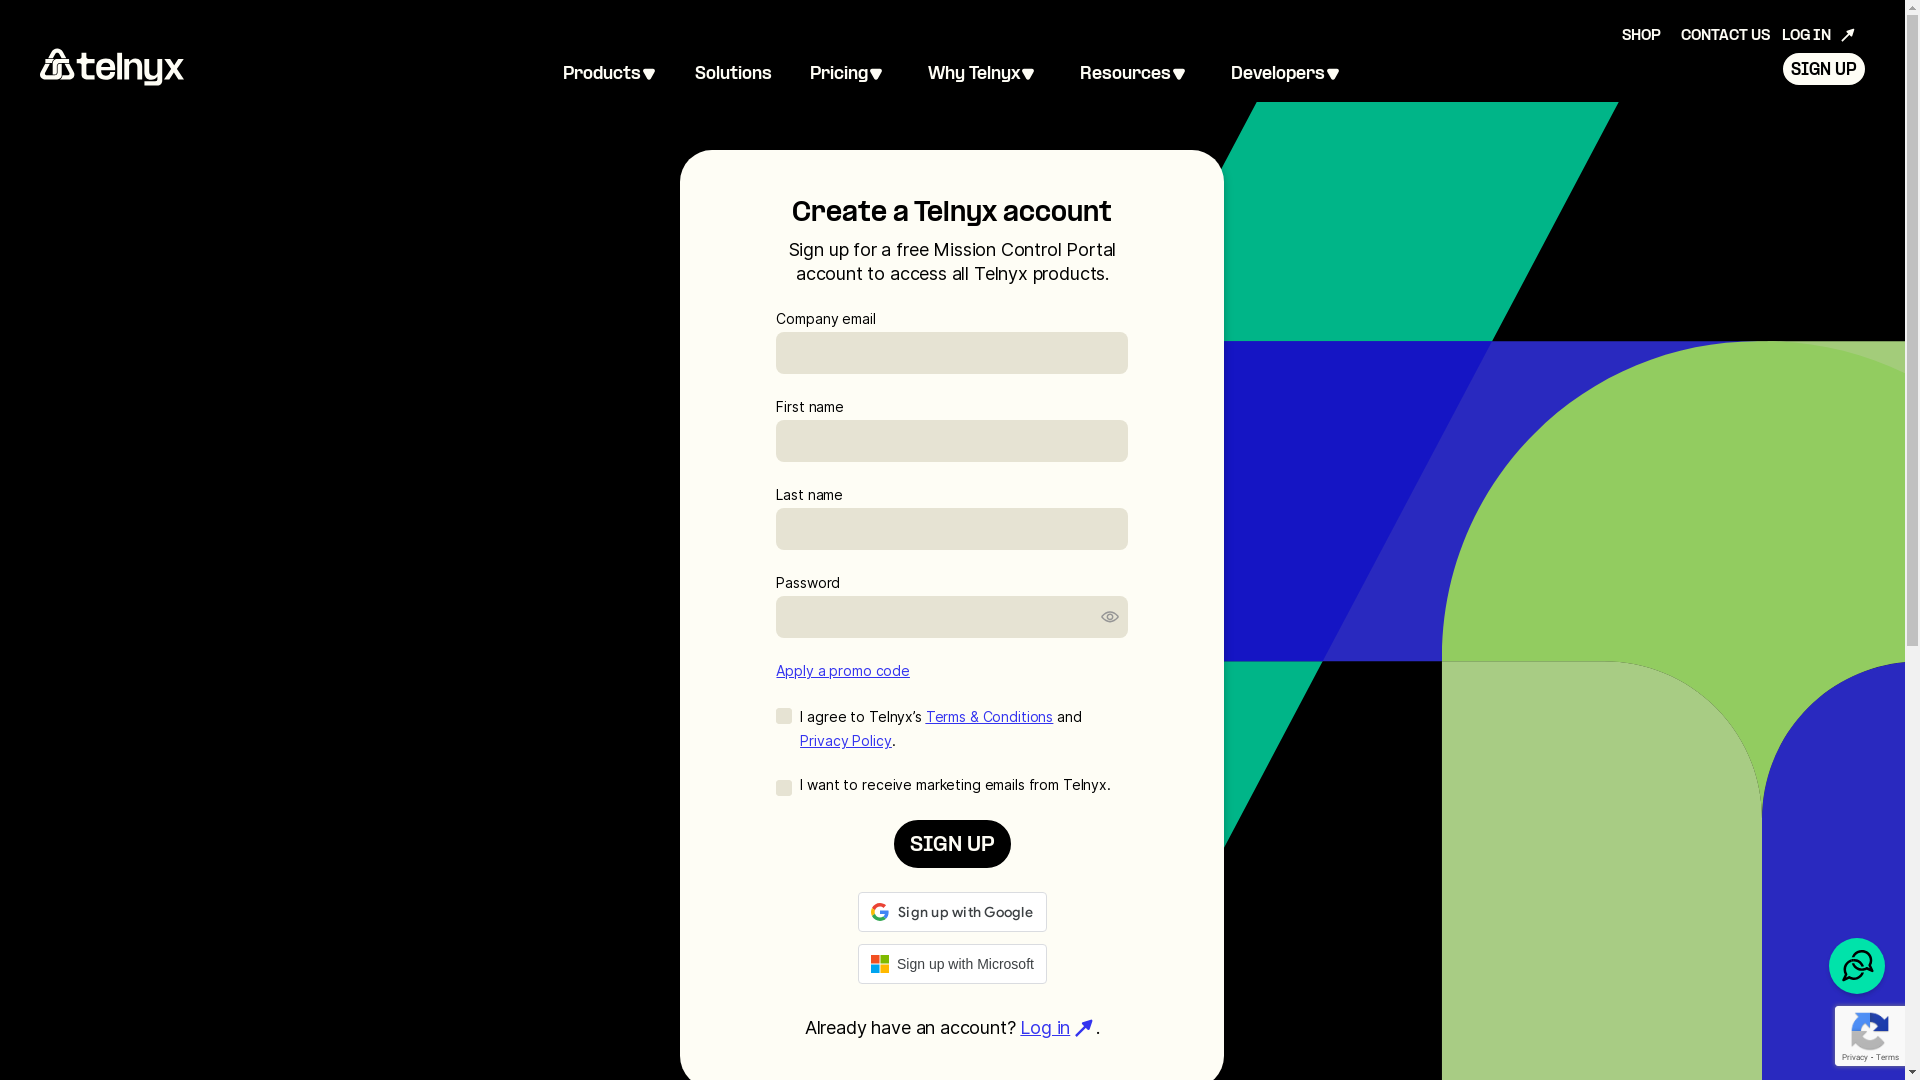 SHOP CONTACT US LOG IN
telnyx Products Solutions Pricing Why Telnyx Resources Developers SIGN UP
Create a Telnyx account
Sign up for a free Mission Control Portal
account to access all Telnyx products.
Company email
First name
Last name
Password
Apply a promo code
I agree to Telnyx’s Terms & Conditions and
Privacy Policy.
I want to receive marketing emails from Telnyx.
SIGN UP
Sign up with Google
Sign up with Microsoft
Already have an account? Log in .
Privacy - Terms